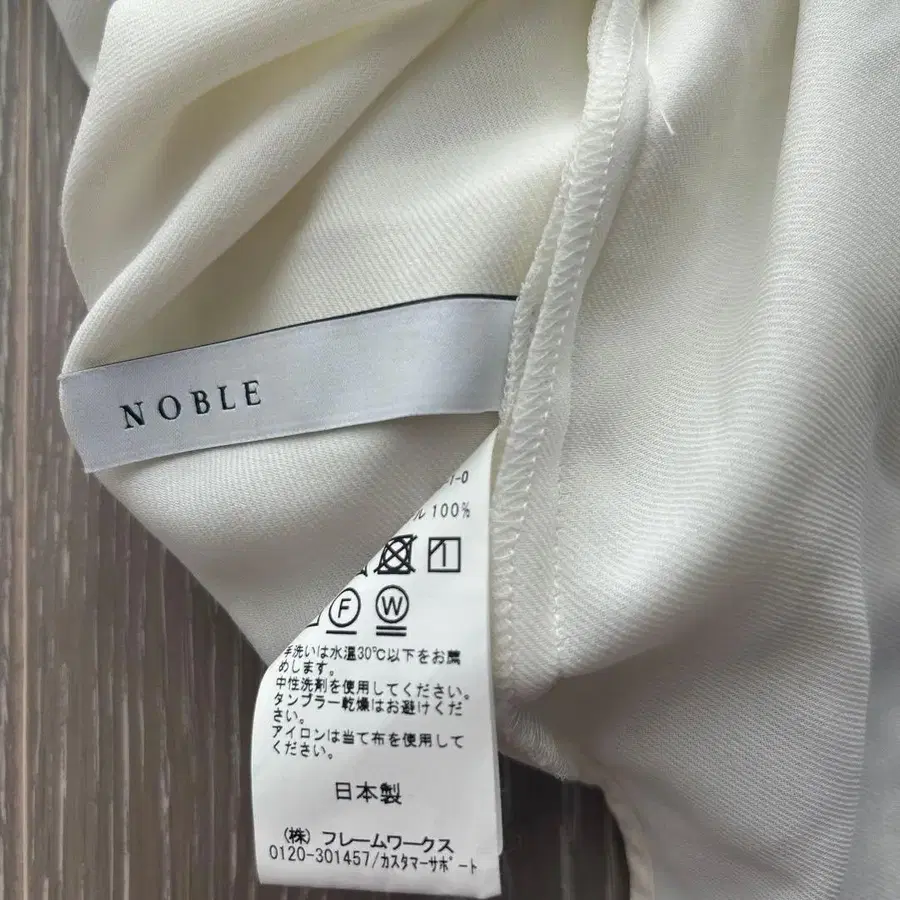 NOBLE
1-0
ル 100%
F W
手洗いは水温30℃以下をお薦
めします。
中性洗剤を使用してください。
タンブラー乾燥はお避けくだ
さい。
アイロンは当て布を使用して
ください。
日本製
(株) フレームワークス
0120-301457/カスタマーサポート